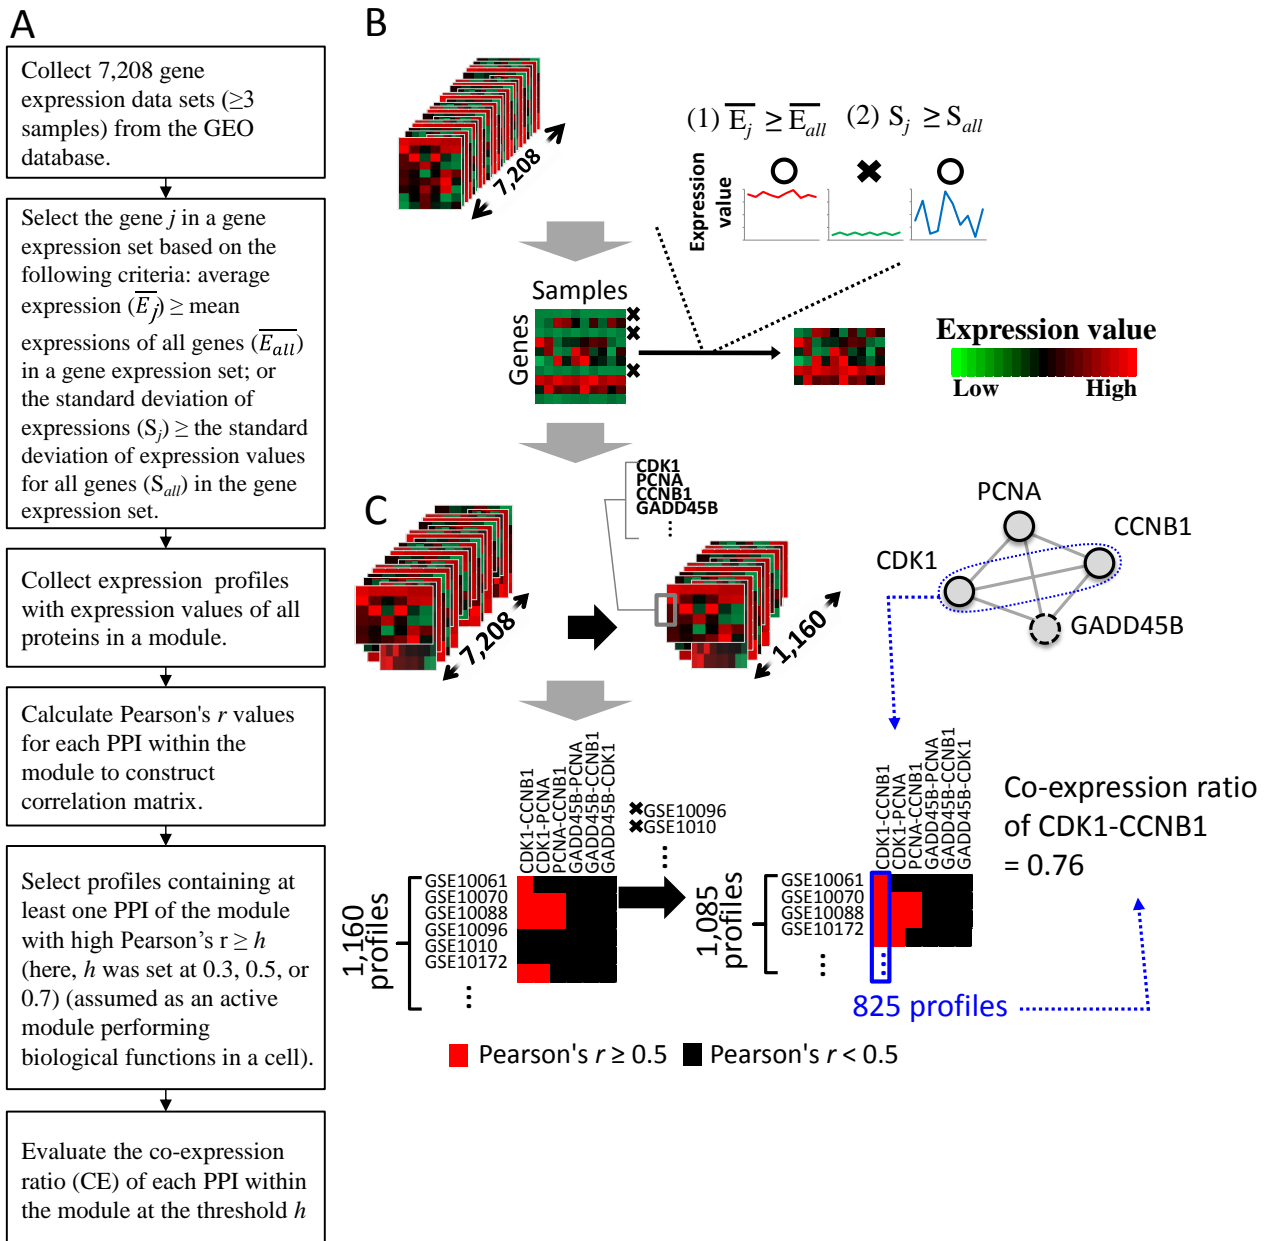 A
Collect 7,208 gene
expression data sets (≥3
samples) from the GEO
database.
Select the gene j in a gene
expression set based on the
following criteria: average
expression (E̅j) ≥ mean
expressions of all genes (E̅all)
in a gene expression set; or
the standard deviation of
expressions (Sj) ≥ the standard
deviation of expression values
for all genes (Sall) in the gene
expression set.
Collect expression profiles
with expression values of all
proteins in a module.
Calculate Pearson's r values
for each PPI within the
module to construct
correlation matrix.
Select profiles containing at
least one PPI of the module
with high Pearson's r ≥ h
(here, h was set at 0.3, 0.5, or
0.7) (assumed as an active
module performing
biological functions in a cell).
Evaluate the co-expression
ratio (CE) of each PPI within
the module at the threshold h
B
7,208
(1) E̅j ≥ E̅all (2) Sj ≥ Sall
Expression
value
Samples
Genes
Expression value
Low High
C
CDK1
PCNA
CCNB1
GADD45B
7,208
1,160
PCNA
CCNB1
CDK1
GADD45B
CDK1-CCNB1
CDK1-PCNA
PCNA-CCNB1
GADD45B-PCNA
GADD45B-CCNB1
GADD45B-CDK1
1,160
profiles
GSE10061
GSE10070
GSE10088
GSE10096
GSE1010
GSE10172
GSE10096
GSE1010
CDK1-CCNB1
CDK1-PCNA
PCNA-CCNB1
GADD45B-PCNA
GADD45B-CCNB1
GADD45B-CDK1
1,085
profiles
GSE10061
GSE10070
GSE10088
GSE10172
825 profiles
Co-expression ratio
of CDK1-CCNB1
= 0.76
Pearson's r ≥ 0.5 Pearson's r < 0.5